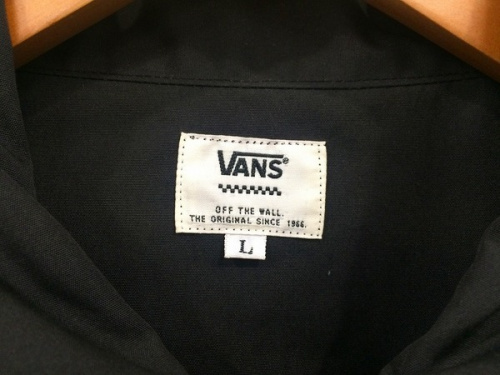 VANS®
OFF THE WALL.
THE ORIGINAL SINCE 1966.
L